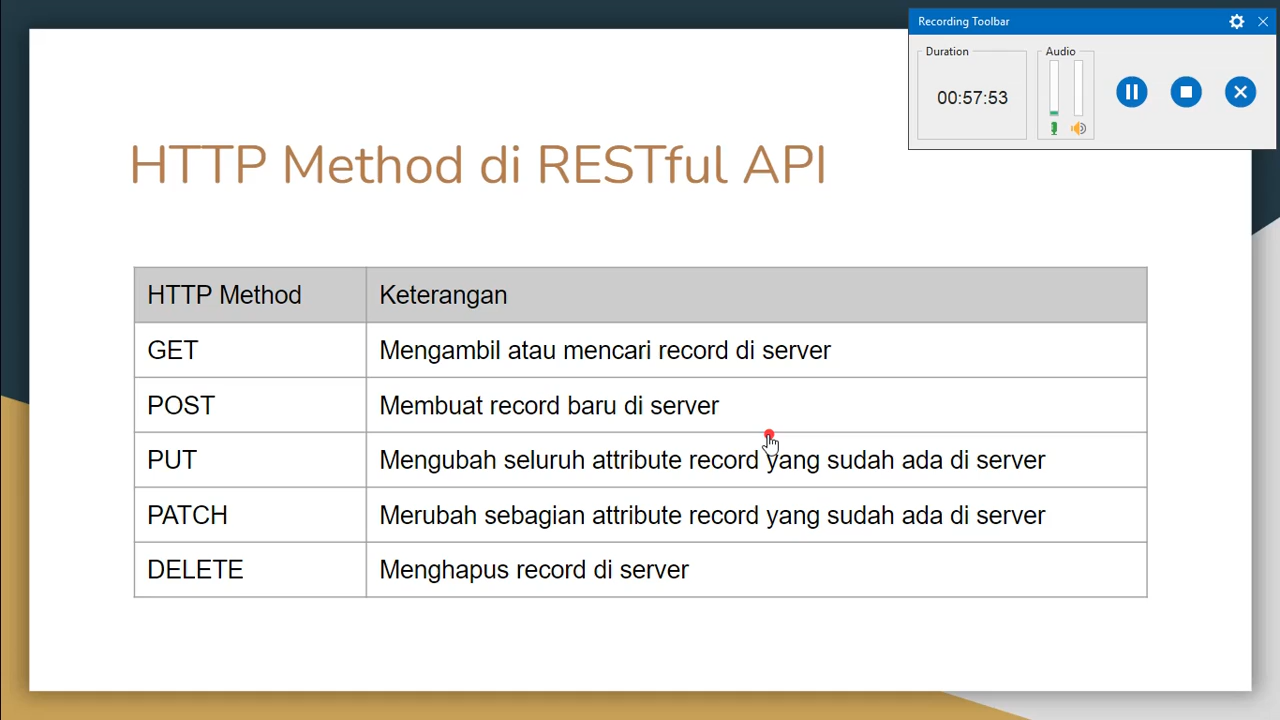 Recording Toolbar
Duration
Audio
00:57:53
HTTP Method di RESTful API
HTTP Method Keterangan
GET Mengambil atau mencari record di server
POST Membuat record baru di server
PUT Mengubah seluruh attribute record yang sudah ada di server
PATCH Merubah sebagian attribute record yang sudah ada di server
DELETE Menghapus record di server